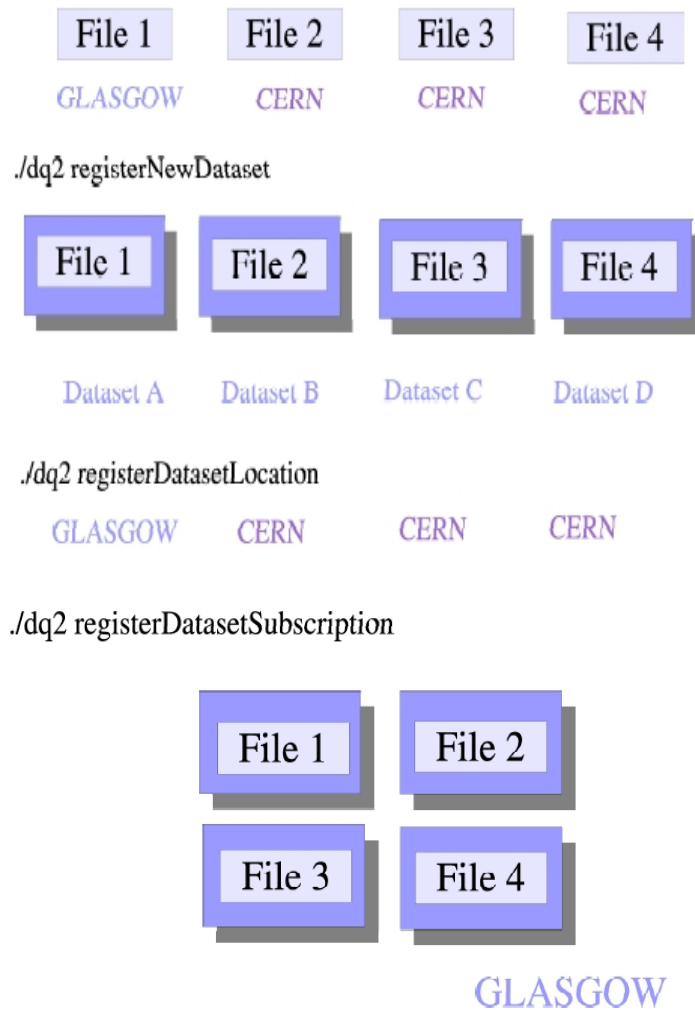 File 1 File 2 File 3 File 4
GLASGOW CERN CERN CERN
./dq2 registerNewDataset
File 1 File 2 File 3 File 4
Dataset A Dataset B Dataset C Dataset D
./dq2 registerDatasetLocation
GLASGOW CERN CERN CERN
./dq2 registerDatasetSubscription
File 1 File 2
File 3 File 4
GLASGOW